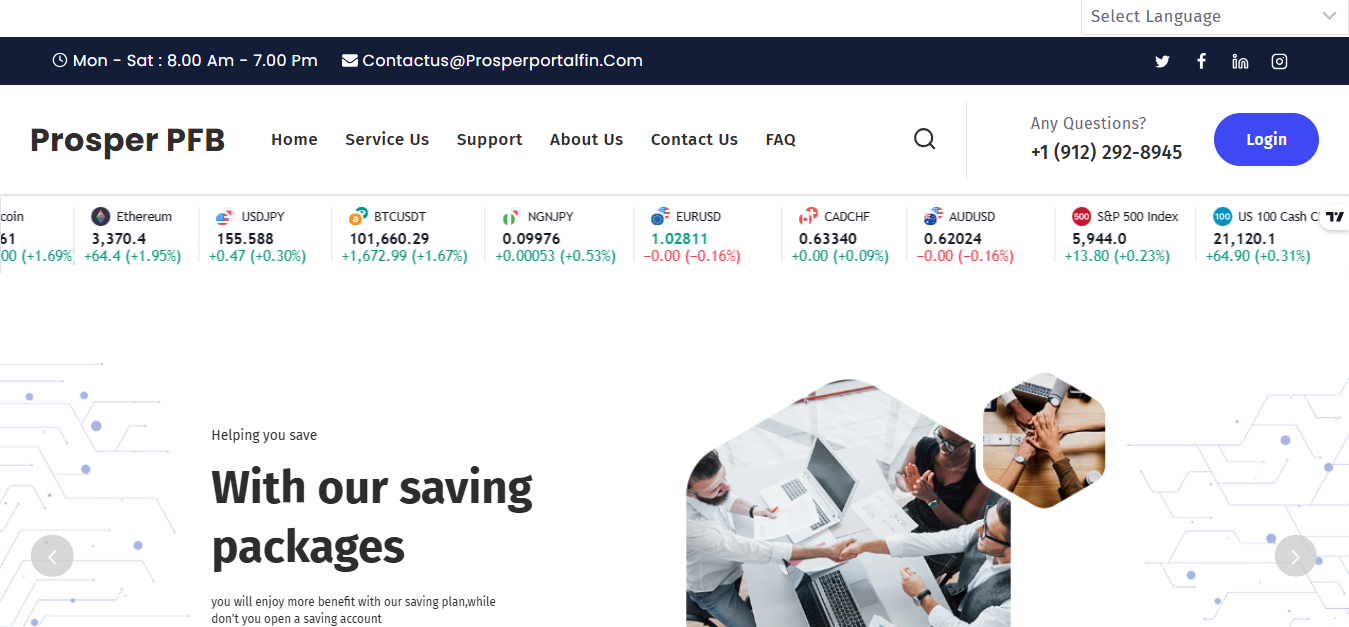 Select Language
Mon - Sat : 8.00 Am - 7.00 Pm Contactus@Prosperportalfin.Com
Prosper PFB Home Service Us Support About Us Contact Us FAQ
Any Questions?
+1 (912) 292-8945
Login
coin Ethereum USDJPY BTCUSDT NGNJPY EURUSD CADCHF AUDUSD 500 S&P 500 Index 100 US 100 Cash C
61 3,370.4 155.588 101,660.29 0.09976 1.02811 0.63340 0.62024 5,944.0 21,120.1
00 (+1.69%) +64.4 (+1.95%) +0.47 (+0.30%) +1,672.99 (+1.67%) +0.00053 (+0.53%) −0.00 (−0.16%) +0.00 (+0.09%) −0.00 (−0.16%) +13.80 (+0.23%) +64.90 (+0.31%)
Helping you save
With our saving
packages
you will enjoy more benefit with our saving plan,while
don't you open a saving account